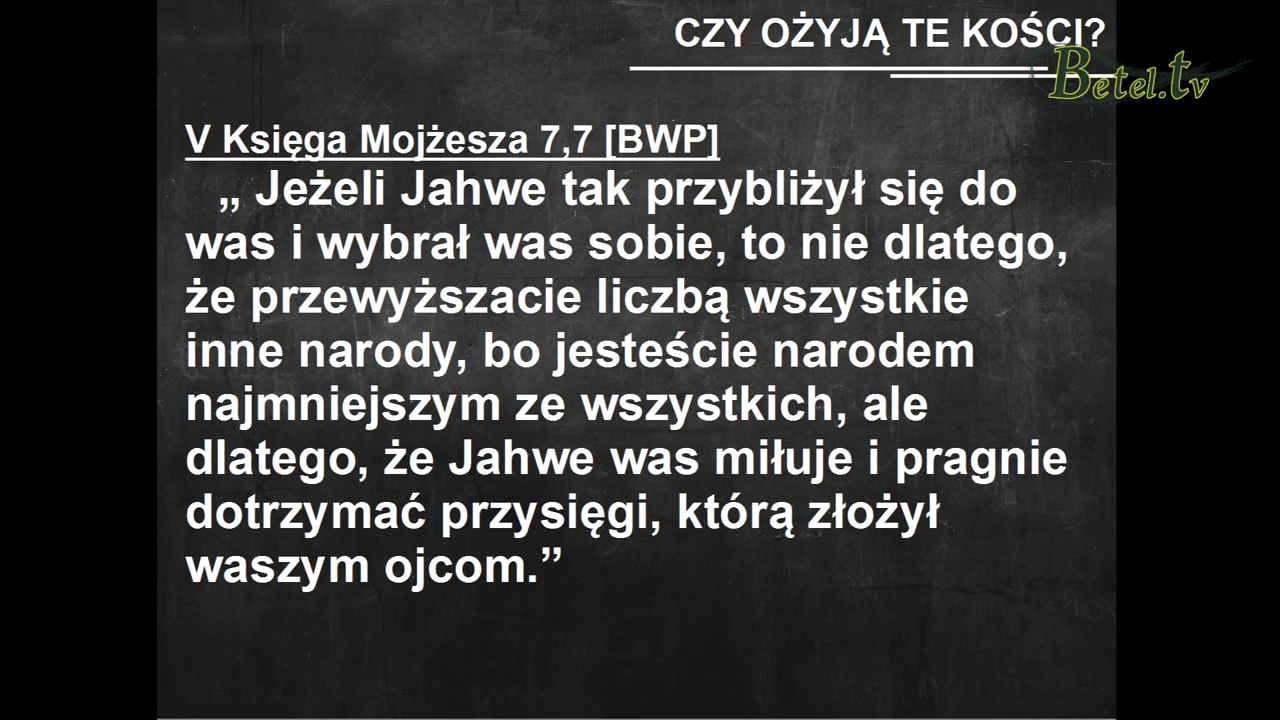 CZY OŻYJĄ TE KOŚCI?
Betel.tv
V Księga Mojżesza 7,7 [BWP]
„ Jeżeli Jahwe tak przybliżył się do
was i wybrał was sobie, to nie dlatego,
że przewyższacie liczbą wszystkie
inne narody, bo jesteście narodem
najmniejszym ze wszystkich, ale
dlatego, że Jahwe was miłuje i pragnie
dotrzymać przysięgi, którą złożył
waszym ojcom.”